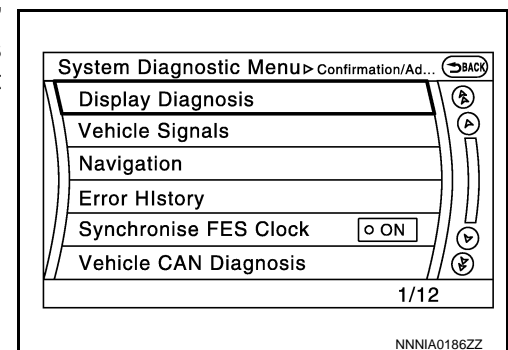 System Diagnostic Menu▷Confirmation/Ad... BACK
Display Diagnosis
Vehicle Signals
Navigation
Error HIstory
Synchronise FES Clock ON
Vehicle CAN Diagnosis
1/12
NNNIA0186ZZ